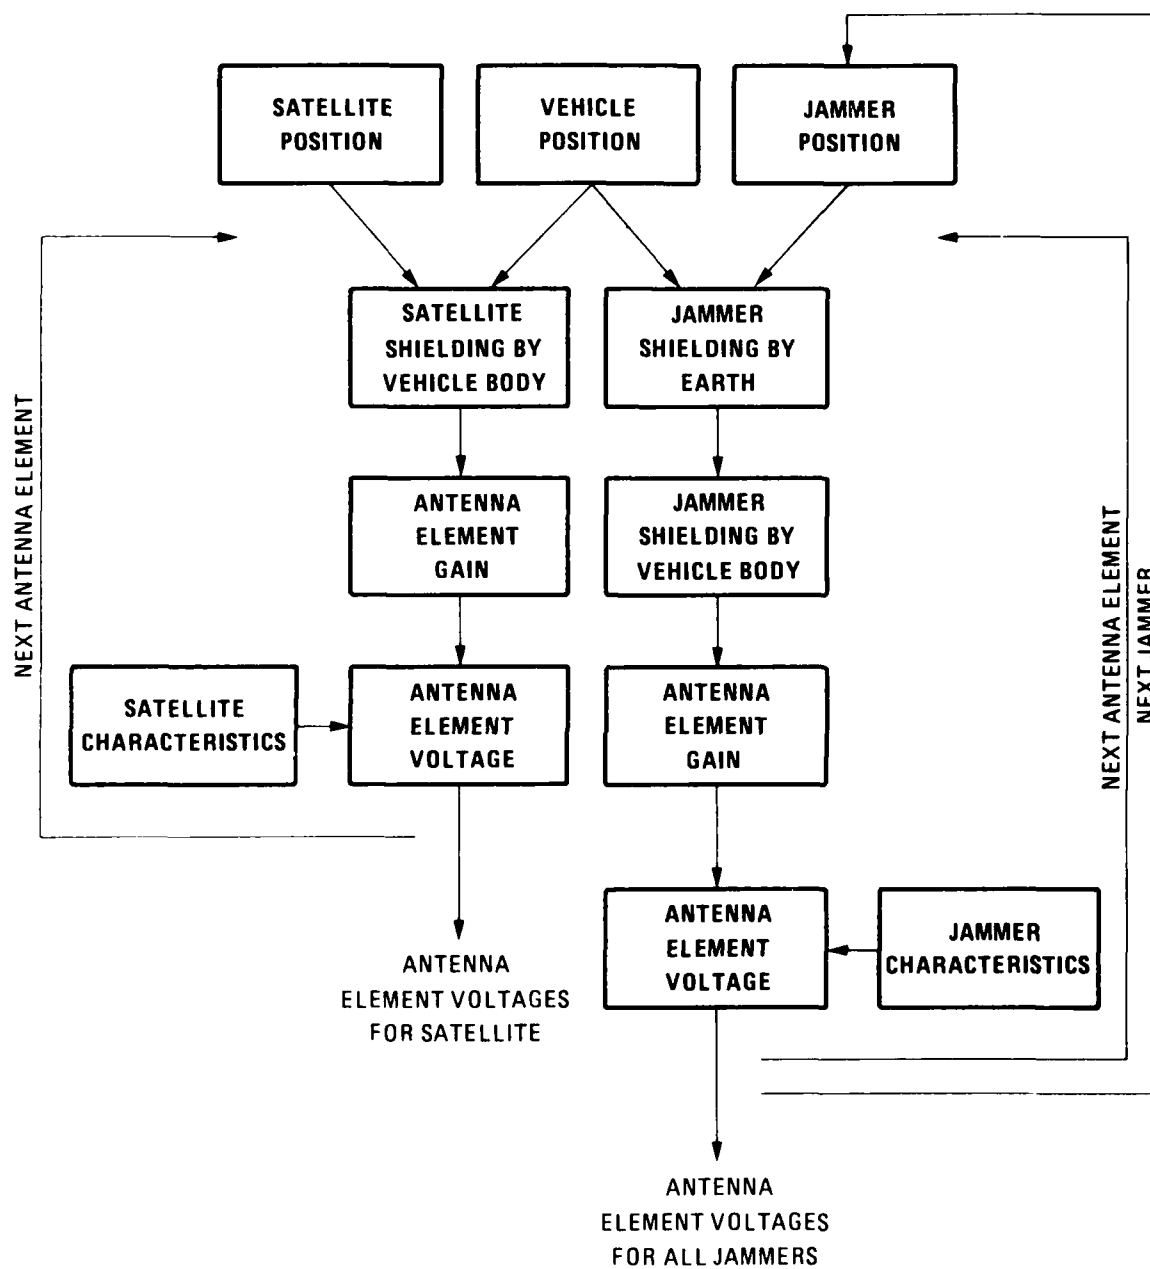 SATELLITE
POSITION
VEHICLE
POSITION
JAMMER
POSITION
SATELLITE
SHIELDING BY
VEHICLE BODY
JAMMER
SHIELDING BY
EARTH
NEXT ANTENNA ELEMENT
ANTENNA
ELEMENT
GAIN
JAMMER
SHIELDING BY
VEHICLE BODY
NEXT ANTENNA ELEMENT
NEXT JAMMER
SATELLITE
CHARACTERISTICS
ANTENNA
ELEMENT
VOLTAGE
ANTENNA
ELEMENT
GAIN
ANTENNA
ELEMENT
VOLTAGE
JAMMER
CHARACTERISTICS
ANTENNA
ELEMENT VOLTAGES
FOR SATELLITE
ANTENNA
ELEMENT VOLTAGES
FOR ALL JAMMERS